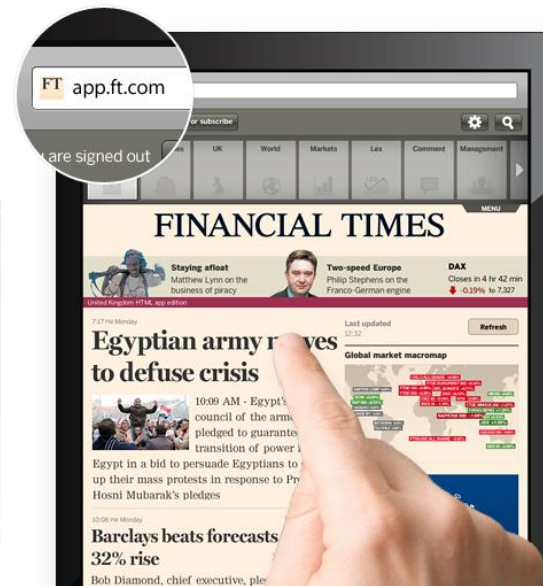 FT app.ft.com
or subscribe
are signed out
UK World Markets Lex Comment Management
MENU
FINANCIAL TIMES
Staying afloat
Matthew Lynn on the
business of piracy
Two-speed Europe
Philip Stephens on the
Franco-German engine
DAX
Closes in 4 hr 42 min
-0.19% to 7,327
United Kingdom HTML app edition
7:17 PM Monday
Egyptian army
to defuse crisis
10:09 AM - Egypt's
council of the
pledged to guarantee
transition of power
Egypt in a bid to persuade Egyptians to
up their mass protests in response to
Hosni Mubarak's pledges
Last updated
12:32
Refresh
Global market macromap
10:06 PM Monday
Barclays beats forecasts
32% rise
Bob Diamond, chief executive,